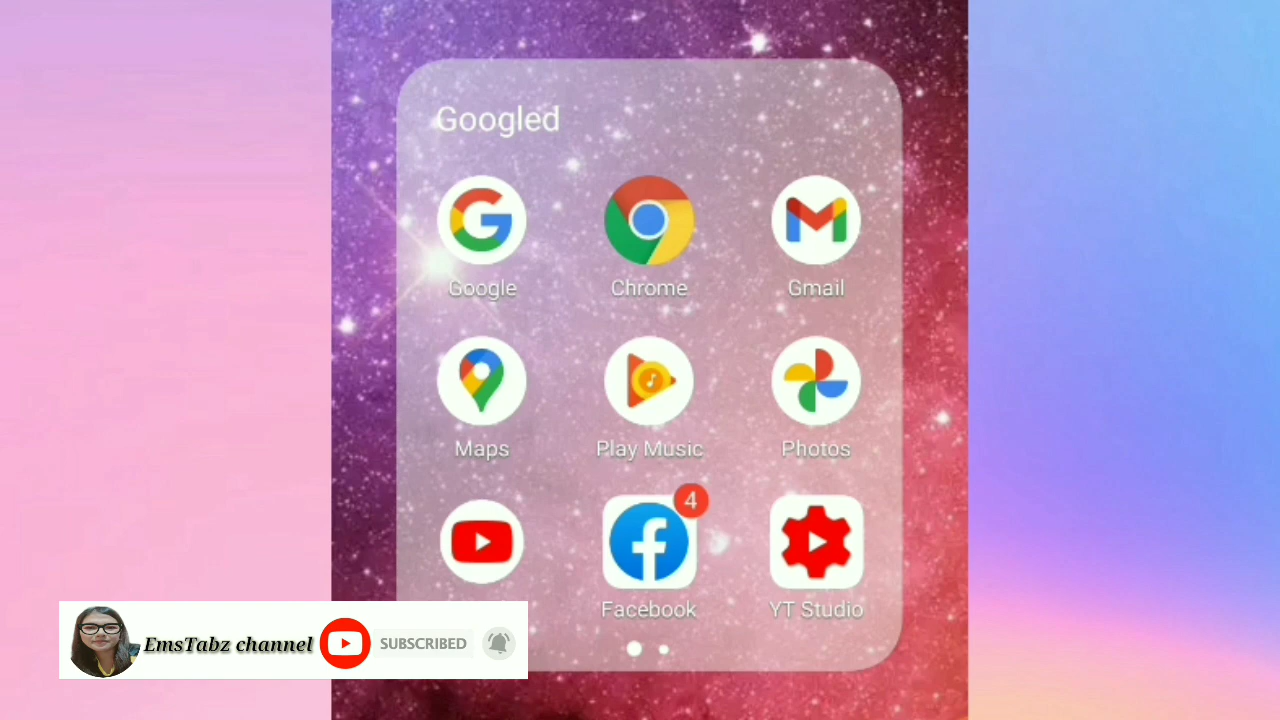 Googled
Google Chrome Gmail
Maps Play Music Photos
4
Facebook YT Studio
EmsTabz channel SUBSCRIBED